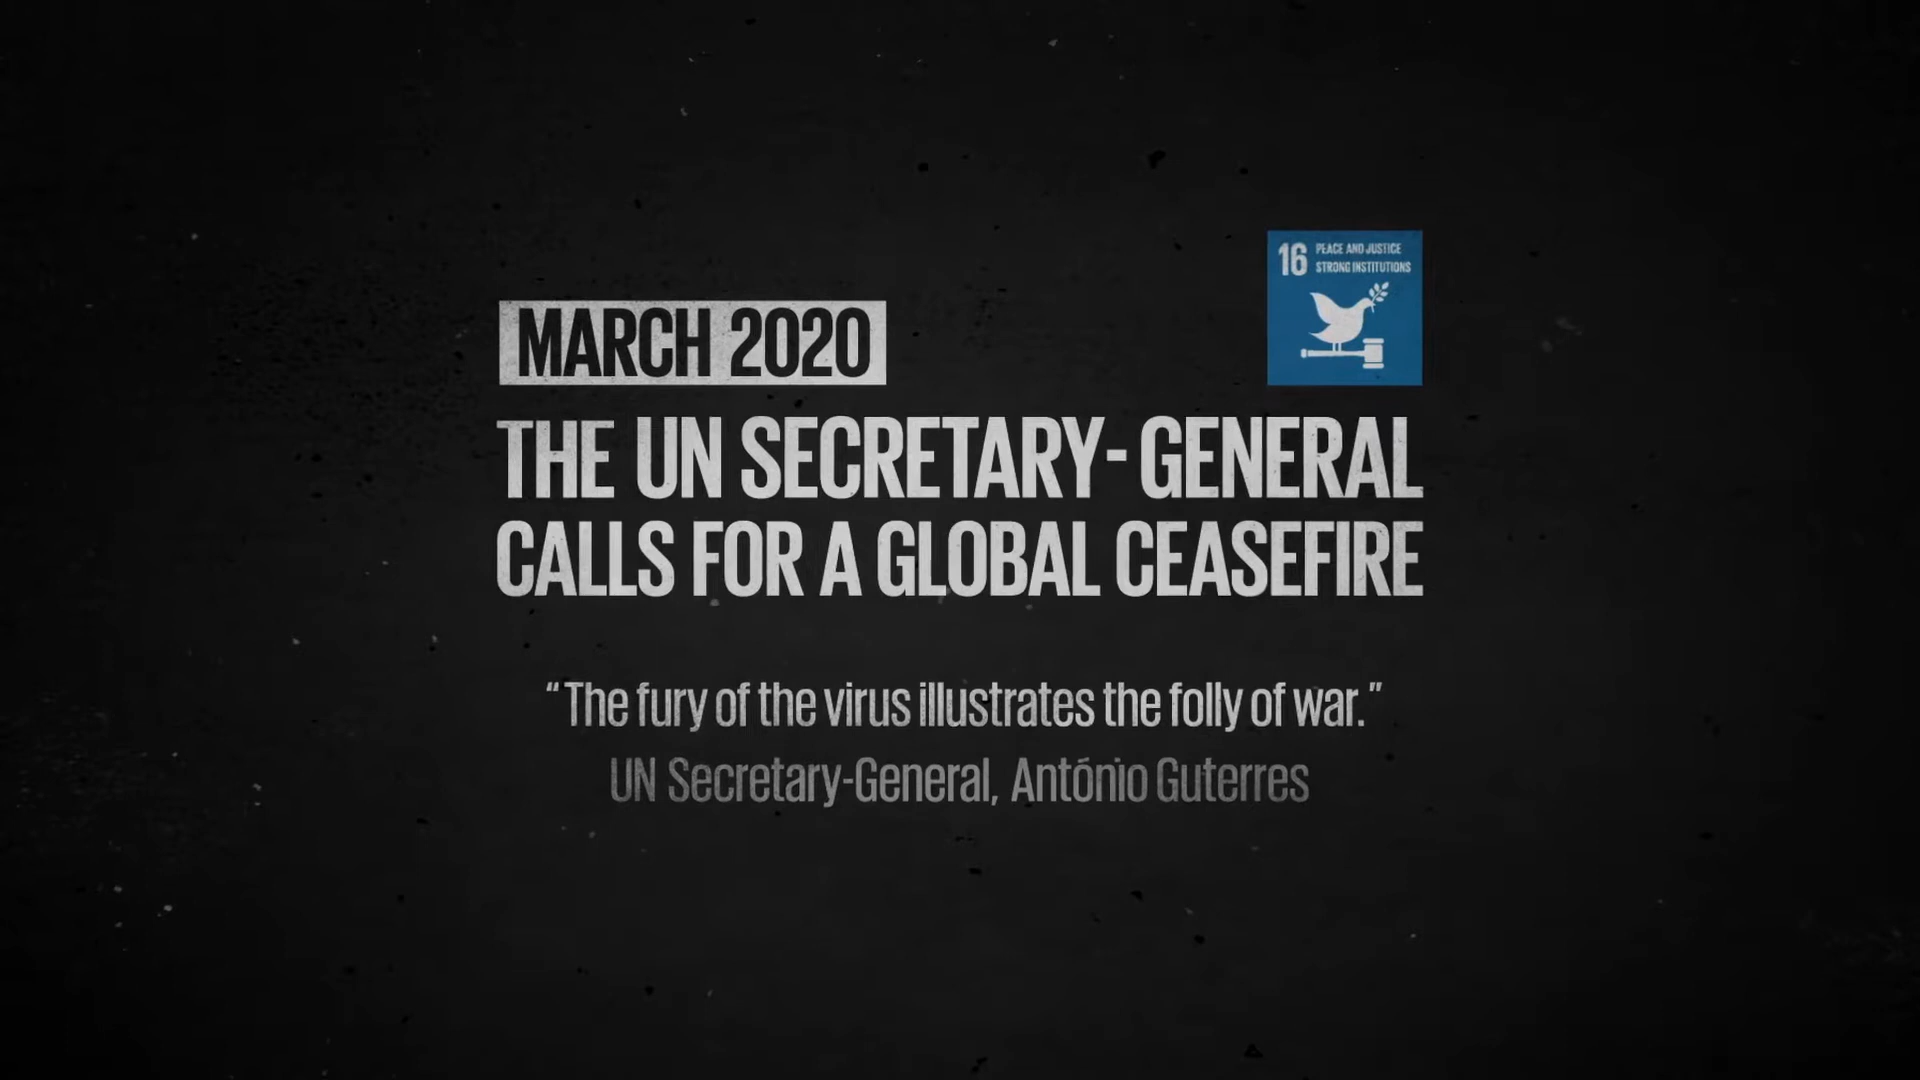 16 PEACE AND JUSTICE
STRONG INSTITUTIONS
MARCH 2020
THE UN SECRETARY-GENERAL
CALLS FOR A GLOBAL CEASEFIRE
“The fury of the virus illustrates the folly of war.”
UN Secretary-General, António Guterres